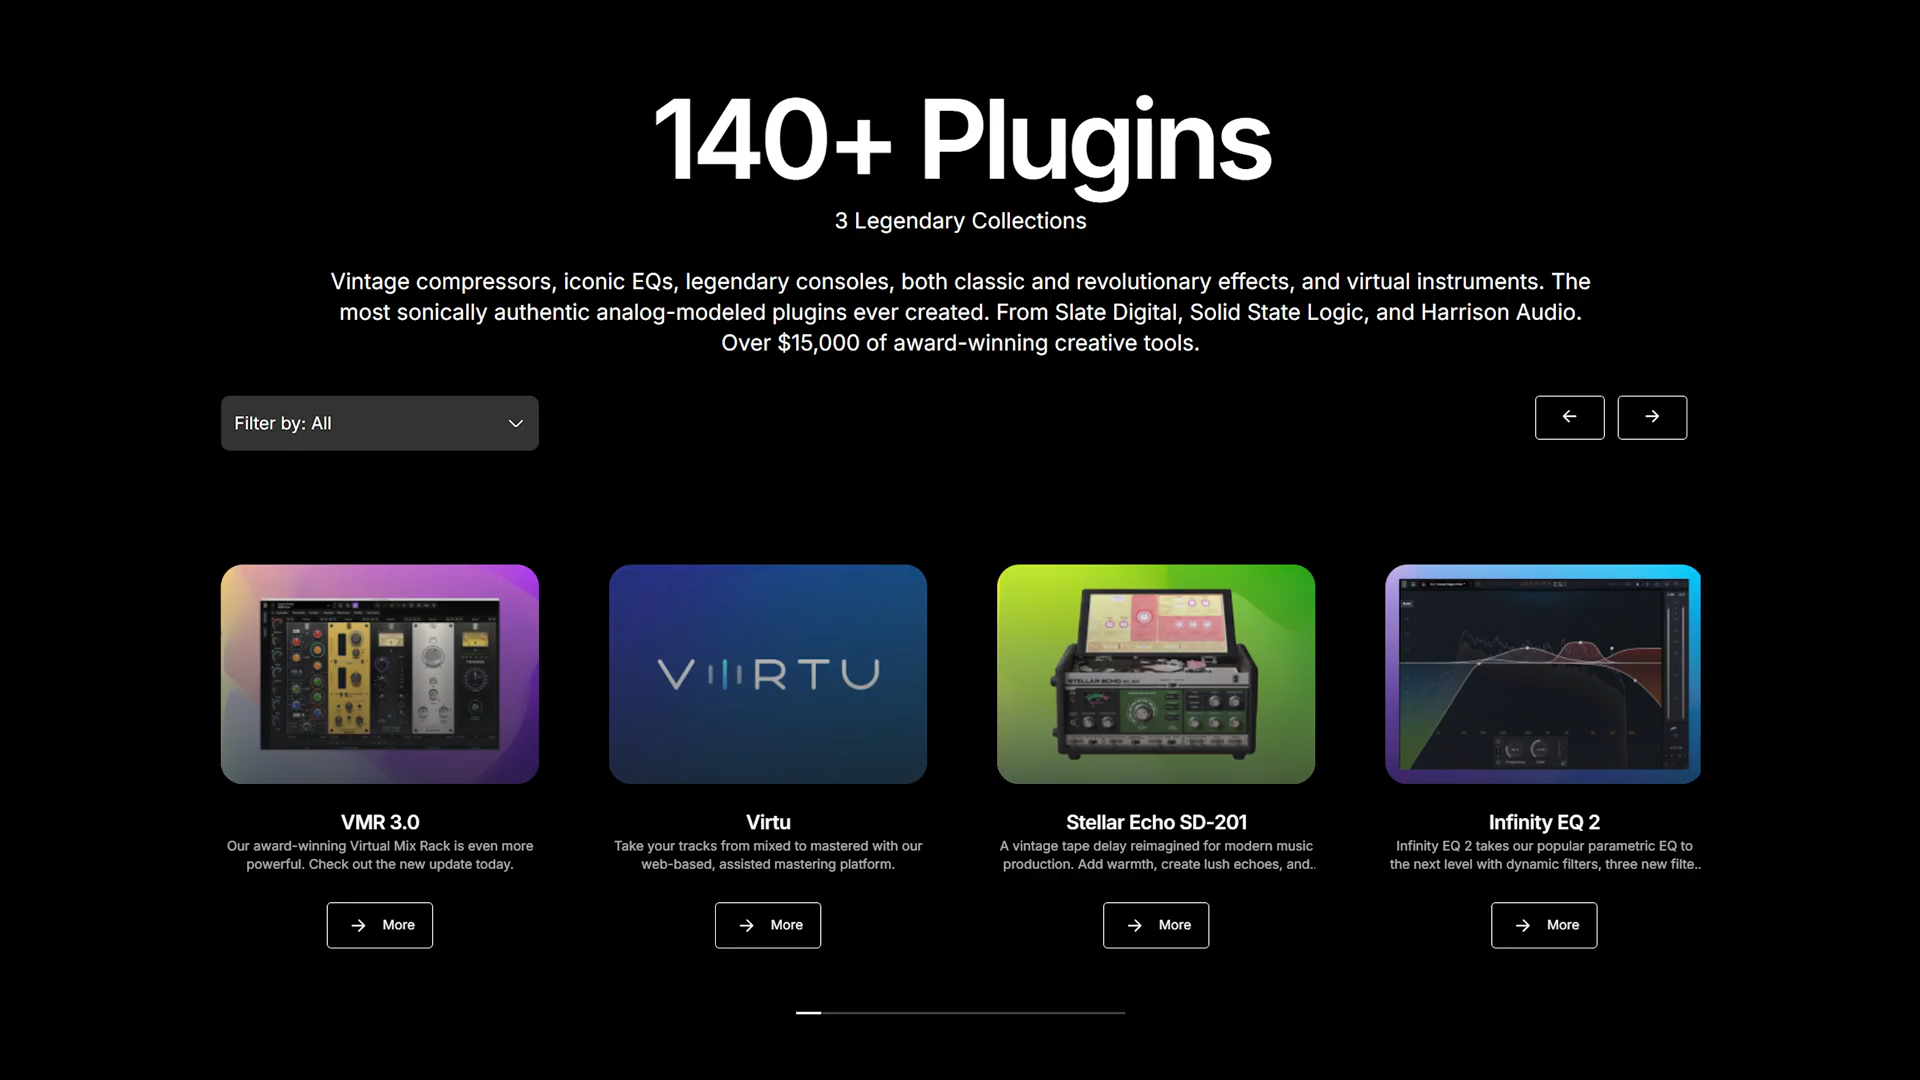 140+ Plugins
3 Legendary Collections
Vintage compressors, iconic EQs, legendary consoles, both classic and revolutionary effects, and virtual instruments. The
most sonically authentic analog-modeled plugins ever created. From Slate Digital, Solid State Logic, and Harrison Audio.
Over $15,000 of award-winning creative tools.
Filter by: All
VIRTU
STELLAR ECHO SD-201
VMR 3.0
Our award-winning Virtual Mix Rack is even more
powerful. Check out the new update today.
More
Virtu
Take your tracks from mixed to mastered with our
web-based, assisted mastering platform.
More
Stellar Echo SD-201
A vintage tape delay reimagined for modern music
production. Add warmth, create lush echoes, and..
More
Infinity EQ 2
Infinity EQ 2 takes our popular parametric EQ to
the next level with dynamic filters, three new filte..
More